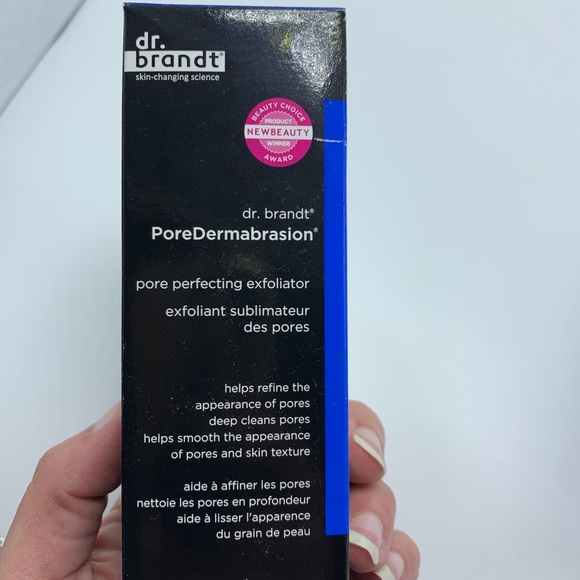 dr.
brandt®
skin-changing science
BEAUTY CHOICE
PRODUCT
NEWBEAUTY
WINNER
AWARD
dr. brandt®
PoreDermabrasion®
pore perfecting exfoliator
exfoliant sublimateur
des pores
helps refine the
appearance of pores
deep cleans pores
helps smooth the appearance
of pores and skin texture
aide à affiner les pores
nettoie les pores en profondeur
aide à lisser l'apparence
du grain de peau